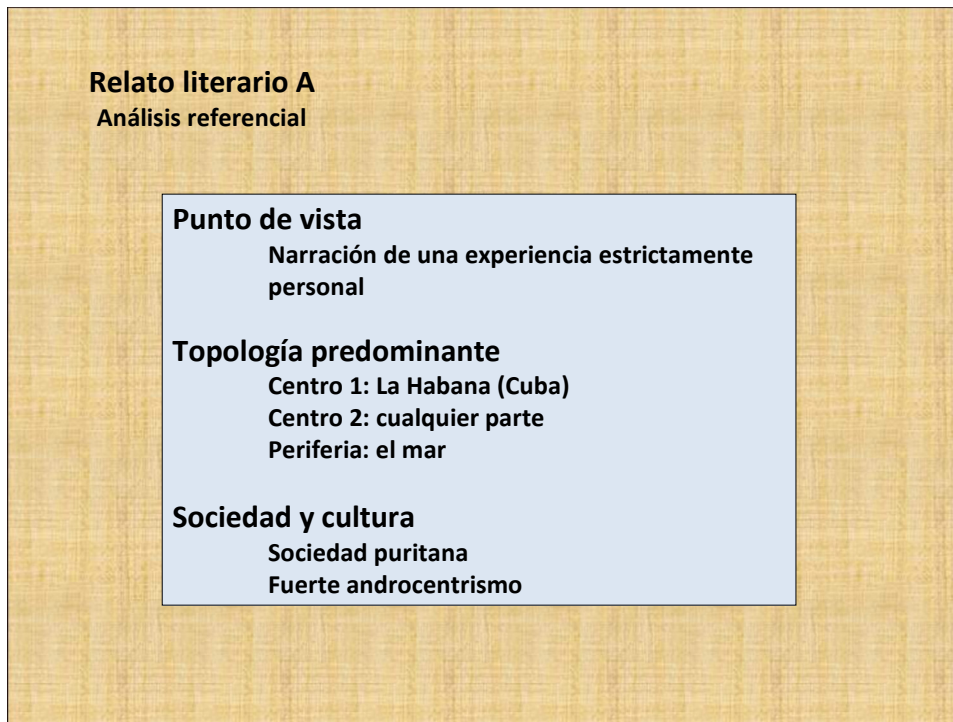 Relato literario A
Análisis referencial
Punto de vista
Narración de una experiencia estrictamente
personal
Topología predominante
Centro 1: La Habana (Cuba)
Centro 2: cualquier parte
Periferia: el mar
Sociedad y cultura
Sociedad puritana
Fuerte androcentrismo